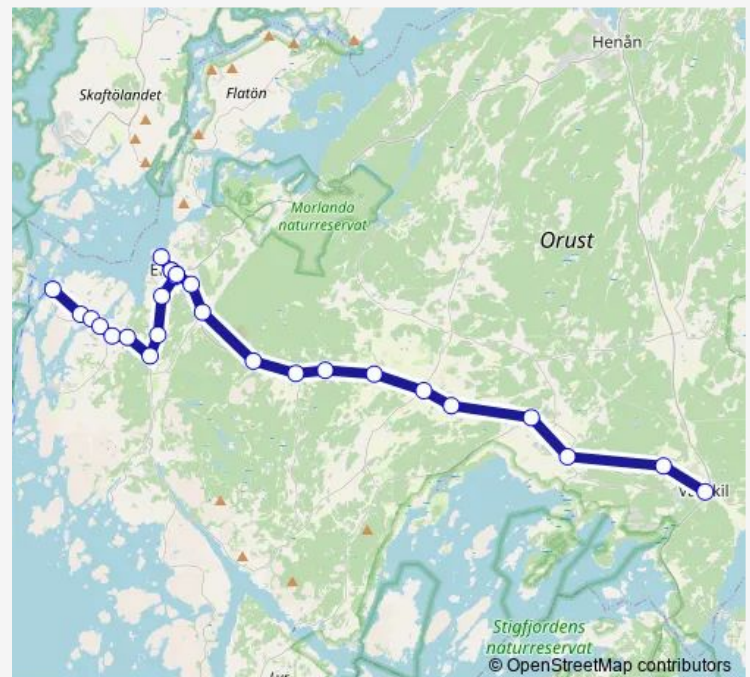 Henån
Skaftölandet
Flatön
Morlanda
naturreservat
Orust
Stigfjordens
naturreservat
© OpenStreetMap contributors